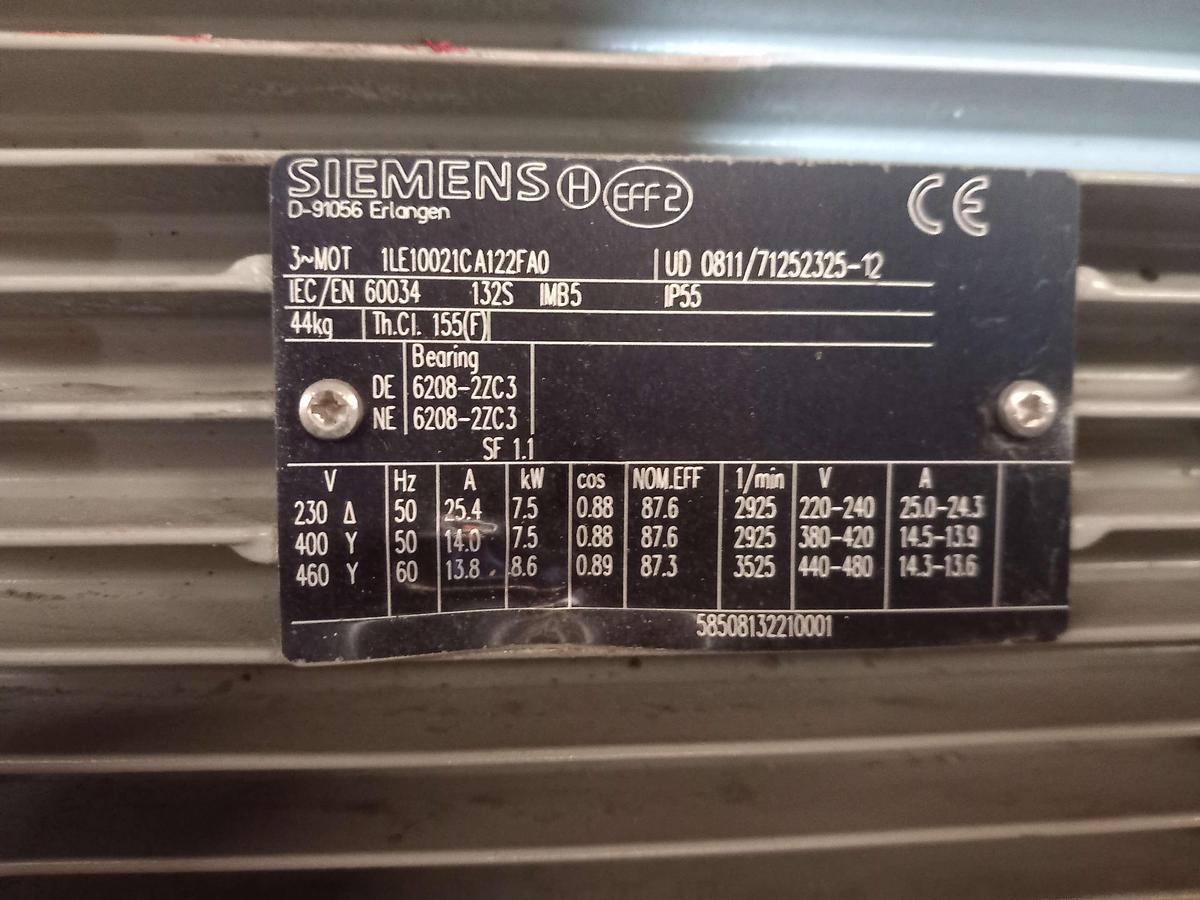 SIEMENS H EFF2 CE
D-91056 Erlangen
3~MOT 1LE10021CA122FA0 UD 0811/71252325-12
IEC/EN 60034 132S IMB5 IP55
44kg Th.Cl. 155(F)
Bearing
DE 6208-2ZC3
NE 6208-2ZC3
SF 1.1
V Hz A kW cos NOM.EFF 1/min V A
230 Δ 50 25.4 7.5 0.88 87.6 2925 220-240 25.0-24.3
400 Y 50 14.0 7.5 0.88 87.6 2925 380-420 14.5-13.9
460 Y 60 13.8 8.6 0.89 87.3 3525 440-480 14.3-13.6
58508132210001